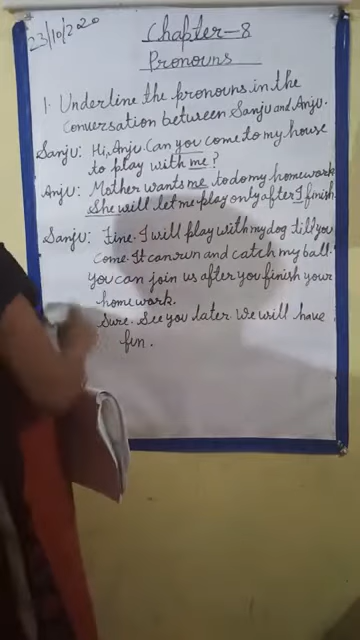 23/10/2020
Chapter-8
Pronouns
1. Underline the pronouns in the
conversation between Sanju and Anju.
Sanju: Hi, Anju. Can you come to my house
to play with me?
Anju: Mother wants me to do my homework
She will let me play only after I finish.
Sanju: Fine. I will play with my dog till you
come. It can run and catch my ball.
You can join us after you finish your
homework.
Sure. See you later. We will have
fun.